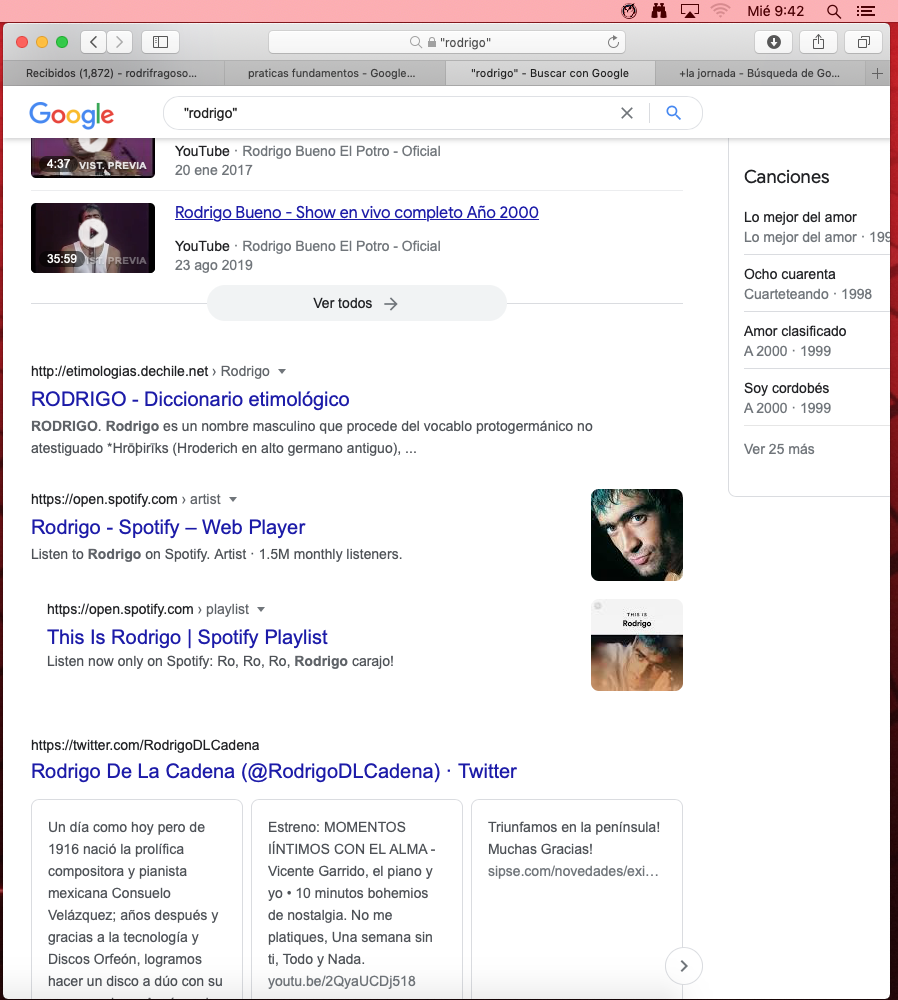 Mié 9:42
"rodrigo"
Recibidos (1,872) - rodrifragoso...
praticas fundamentos - Google...
"rodrigo" - Buscar con Google
+la jornada - Búsqueda de Go...
Google
"rodrigo"
4:37 VIST. PREVIA
YouTube · Rodrigo Bueno El Potro - Oficial
20 ene 2017
Rodrigo Bueno - Show en vivo completo Año 2000
35:59 VIST. PREVIA
YouTube · Rodrigo Bueno El Potro - Oficial
23 ago 2019
Ver todos
http://etimologias.dechile.net › Rodrigo
RODRIGO - Diccionario etimológico
RODRIGO. Rodrigo es un nombre masculino que procede del vocablo protogermánico no
atestiguado *Hrōþirīks (Hroderich en alto germano antiguo), ...
https://open.spotify.com › artist
Rodrigo - Spotify – Web Player
Listen to Rodrigo on Spotify. Artist · 1.5M monthly listeners.
https://open.spotify.com › playlist
This Is Rodrigo | Spotify Playlist
Listen now only on Spotify: Ro, Ro, Ro, Rodrigo carajo!
THIS IS
Rodrigo
https://twitter.com/RodrigoDLCadena
Rodrigo De La Cadena (@RodrigoDLCadena) · Twitter
Un día como hoy pero de
1916 nació la prolífica
compositora y pianista
mexicana Consuelo
Velázquez; años después y
gracias a la tecnología y
Discos Orfeón, logramos
hacer un disco a dúo con su
Estreno: MOMENTOS
IÍNTIMOS CON EL ALMA -
Vicente Garrido, el piano y
yo • 10 minutos bohemios
de nostalgia. No me
platiques, Una semana sin
ti, Todo y Nada.
youtu.be/2QyaUCDj518
Triunfamos en la península!
Muchas Gracias!
sipse.com/novedades/exi...
Canciones
Lo mejor del amor
Lo mejor del amor · 199
Ocho cuarenta
Cuarteteando · 1998
Amor clasificado
A 2000 · 1999
Soy cordobés
A 2000 · 1999
Ver 25 más